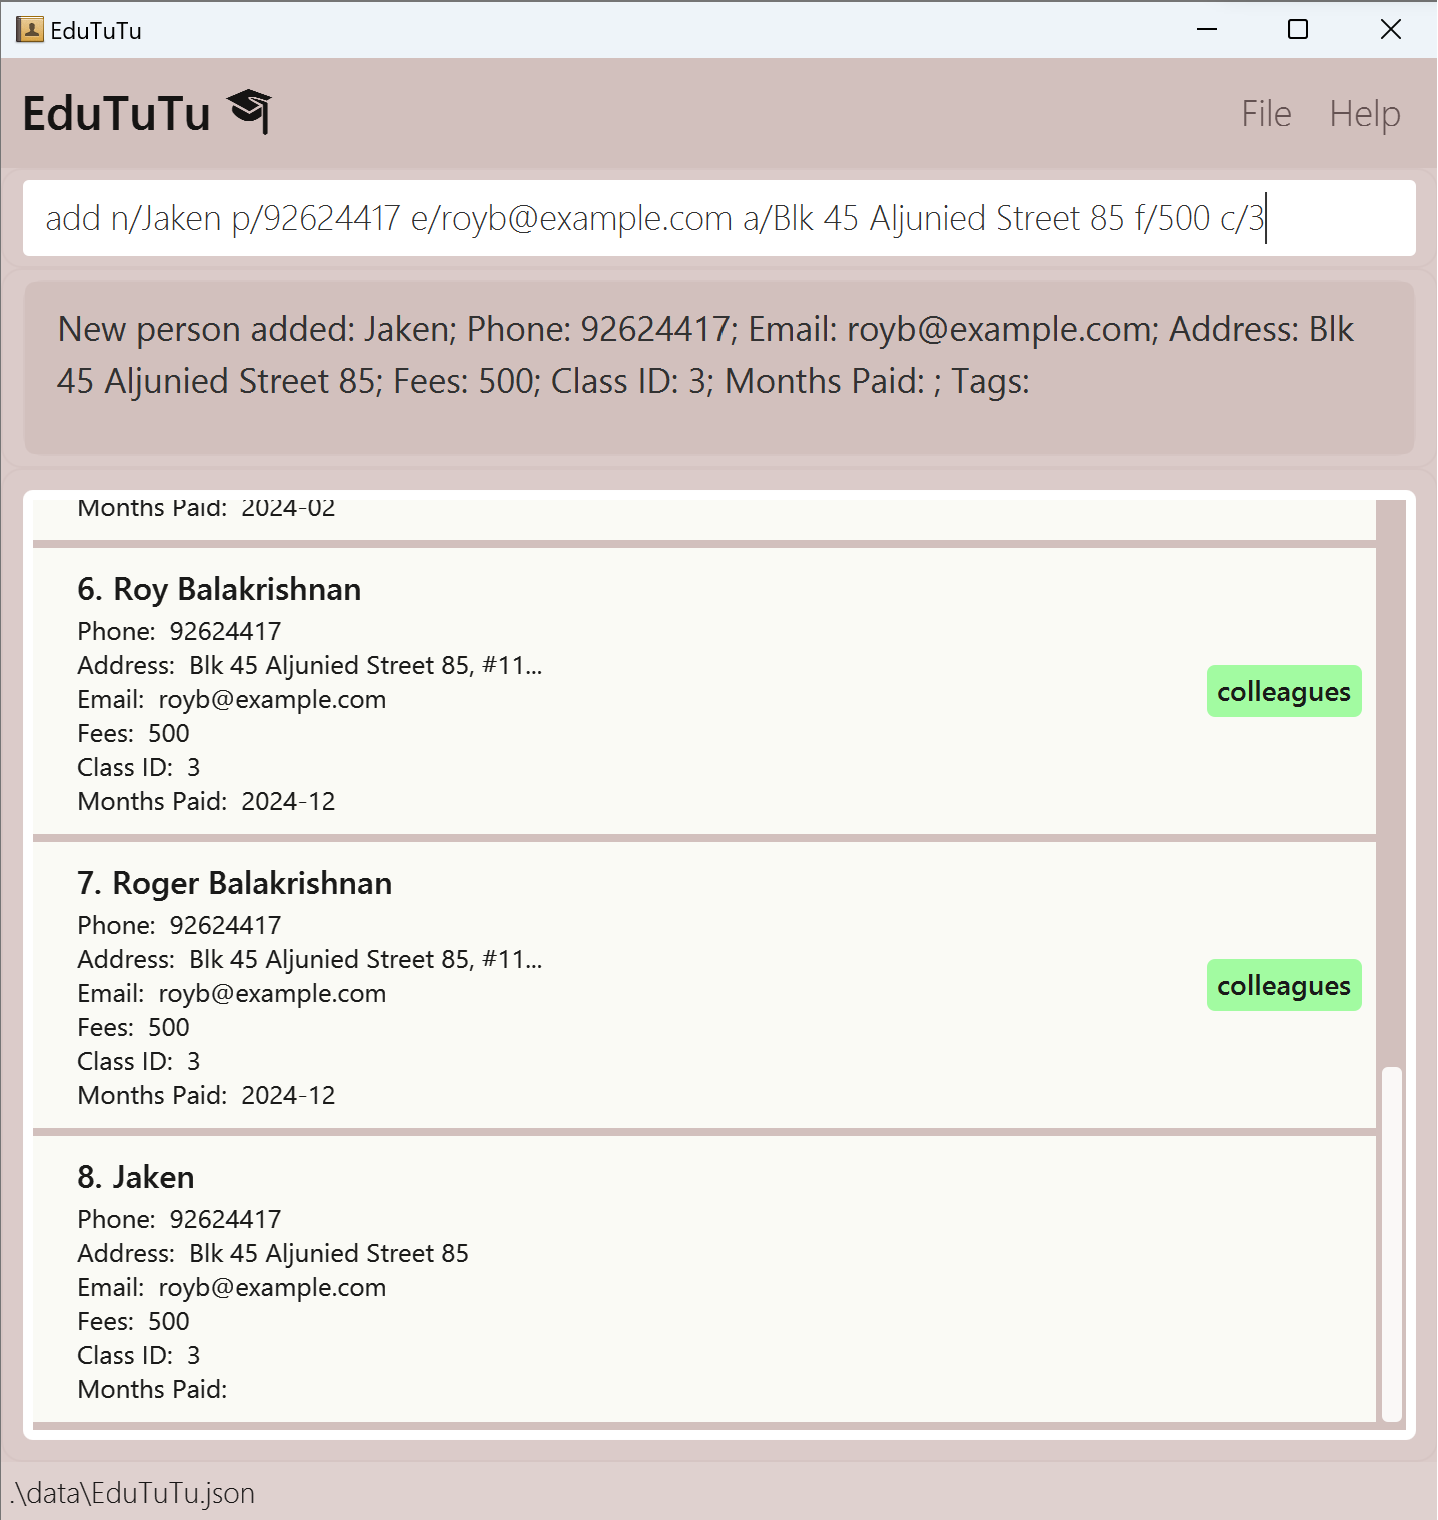 EduTuTu
EduTuTu
File Help
add n/Jaken p/92624417 e/royb@example.com a/Blk 45 Aljunied Street 85 f/500 c/3
New person added: Jaken; Phone: 92624417; Email: royb@example.com; Address: Blk
45 Aljunied Street 85; Fees: 500; Class ID: 3; Months Paid: ; Tags:
Months Paid: 2024-02
6. Roy Balakrishnan
Phone: 92624417
Address: Blk 45 Aljunied Street 85, #11...
Email: royb@example.com
colleagues
Fees: 500
Class ID: 3
Months Paid: 2024-12
7. Roger Balakrishnan
Phone: 92624417
Address: Blk 45 Aljunied Street 85, #11...
Email: royb@example.com
colleagues
Fees: 500
Class ID: 3
Months Paid: 2024-12
8. Jaken
Phone: 92624417
Address: Blk 45 Aljunied Street 85
Email: royb@example.com
Fees: 500
Class ID: 3
Months Paid:
.\data\EduTuTu.json